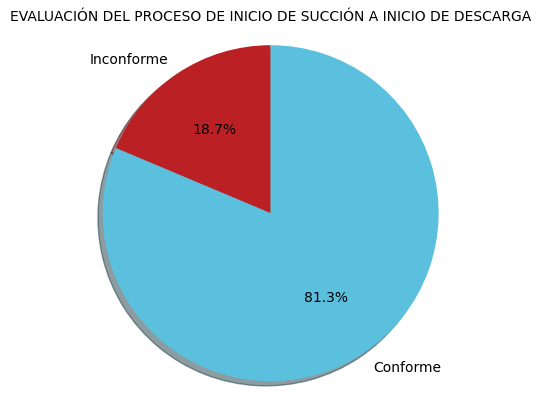 EVALUACIÓN DEL PROCESO DE INICIO DE SUCCIÓN A INICIO DE DESCARGA
Inconforme
18.7%
81.3%
Conforme